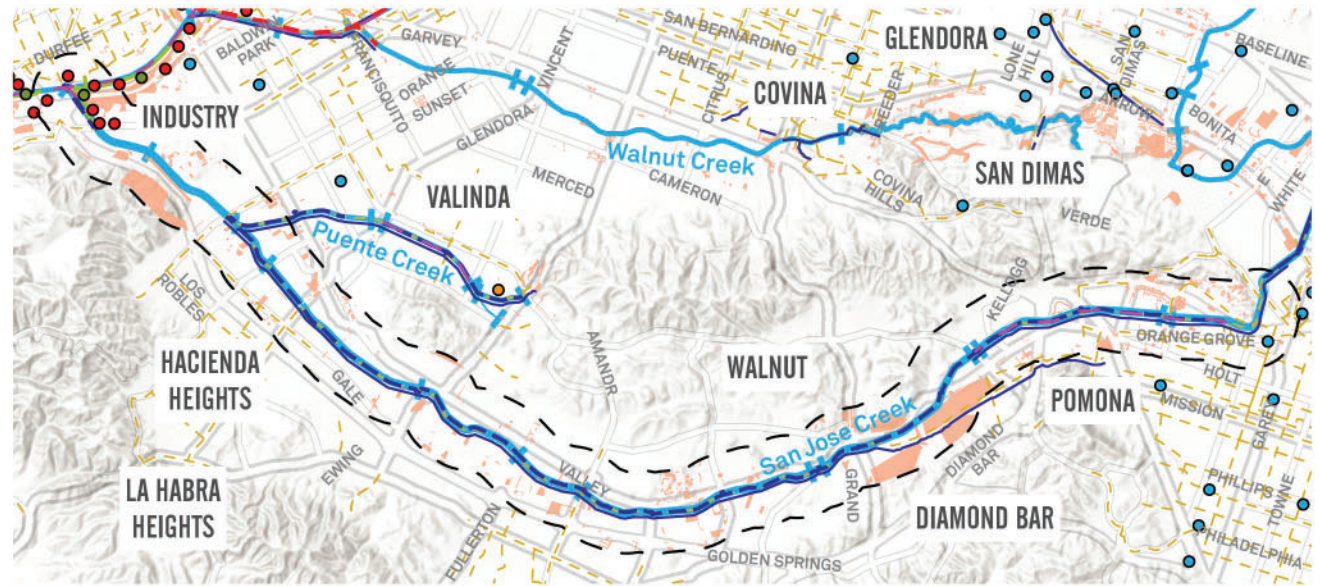 DURFEE
BALDWIN
PARK
FRANCISQUITO
GARVEY
ORANGE
SUNSET
VINCENT
GLENDORA
SAN BERNARDINO
PUENTE
CITRUS
COVINA
GLENDORA
LONE
HILL
SAN
DIMAS
BASELINE
INDUSTRY
REEDER
ARROW
BONITA
Walnut Creek
MERCED
CAMERON
COVINA
HILLS
SAN DIMAS
VERDE
E
WHITE
VALINDA
Puente Creek
LOS
ROBLES
KELLOGG
HACIENDA
HEIGHTS
GALE
AMANDR
WALNUT
ORANGE GROVE
HOLT
POMONA
MISSION
GAREY
San Jose Creek
EWING
VALLEY
GRAND
DIAMOND
BAR
LA HABRA
HEIGHTS
FULLERTON
DIAMOND BAR
GOLDEN SPRINGS
PHILLIPS
TOWNE
PHILADELPHIA